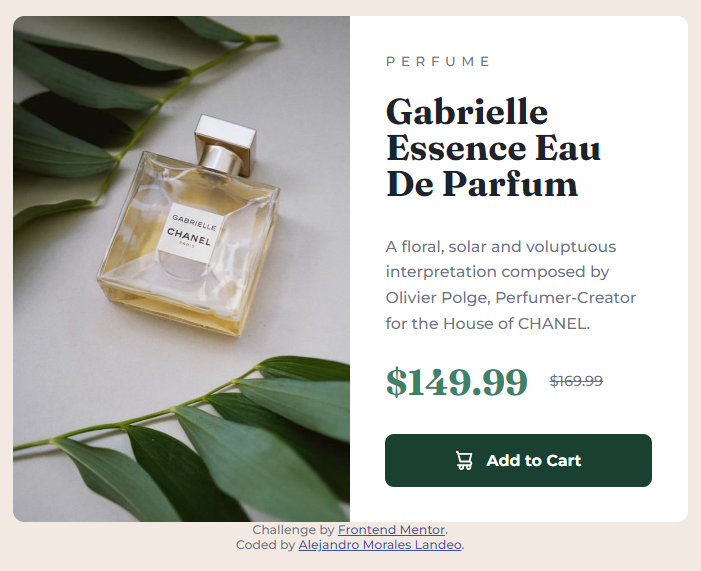 GABRIELLE
CHANEL
PARIS
PERFUME
Gabrielle
Essence Eau
De Parfum
A floral, solar and voluptuous
interpretation composed by
Olivier Polge, Perfumer-Creator
for the House of CHANEL.
$149.99 $169.99
Add to Cart
Challenge by Frontend Mentor.
Coded by Alejandro Morales Landeo.